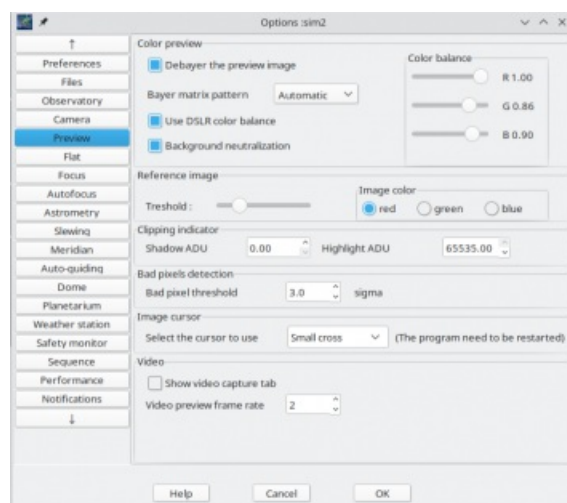 Options :sim2
↑
Preferences
Files
Observatory
Camera
Preview
Flat
Focus
Autofocus
Astrometry
Slewing
Meridian
Auto-guiding
Dome
Planetarium
Weather station
Safety monitor
Sequence
Performance
Notifications
↓
Color preview
Debayer the preview image
Bayer matrix pattern Automatic
Use DSLR color balance
Background neutralization
Color balance
R 1.00
G 0.86
B 0.90
Reference image
Treshold :
Image color
red green blue
Clipping indicator
Shadow ADU 0.00 Highlight ADU 65535.00
Bad pixels detection
Bad pixel threshold 3.0 sigma
Image cursor
Select the cursor to use Small cross (The program need to be restarted)
Video
Show video capture tab
Video preview frame rate 2
Help Cancel OK